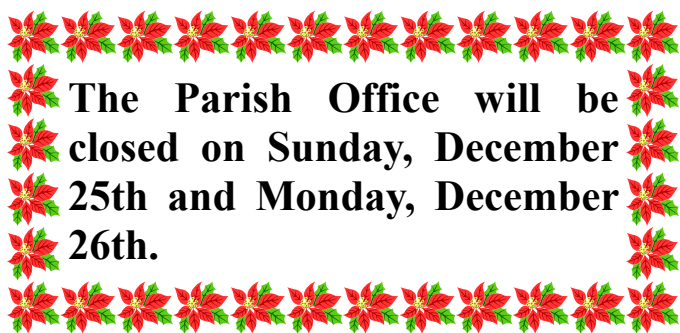 The Parish Office will be
closed on Sunday, December
25th and Monday, December
26th.